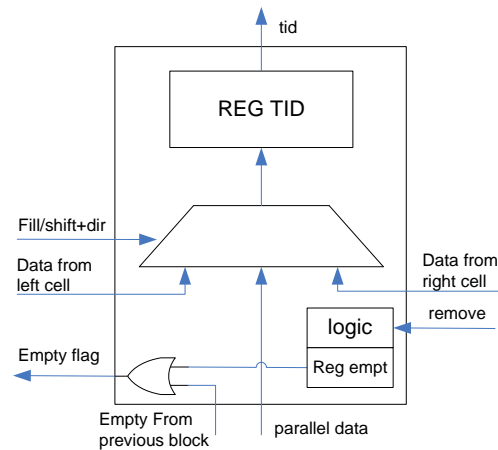 tid
REG TID
Fill/shift+dir
Data from
left cell
Data from
right cell
remove
logic
Reg empt
Empty flag
Empty From
previous block
parallel data